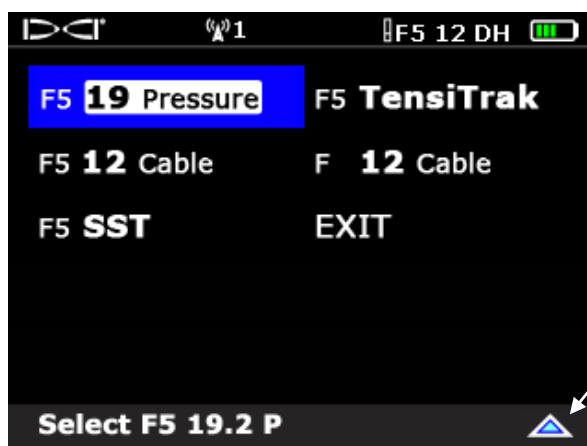 DCI 1 F5 12 DH
F5 19 Pressure F5 TensiTrak
F5 12 Cable F 12 Cable
F5 SST EXIT
Select F5 19.2 P